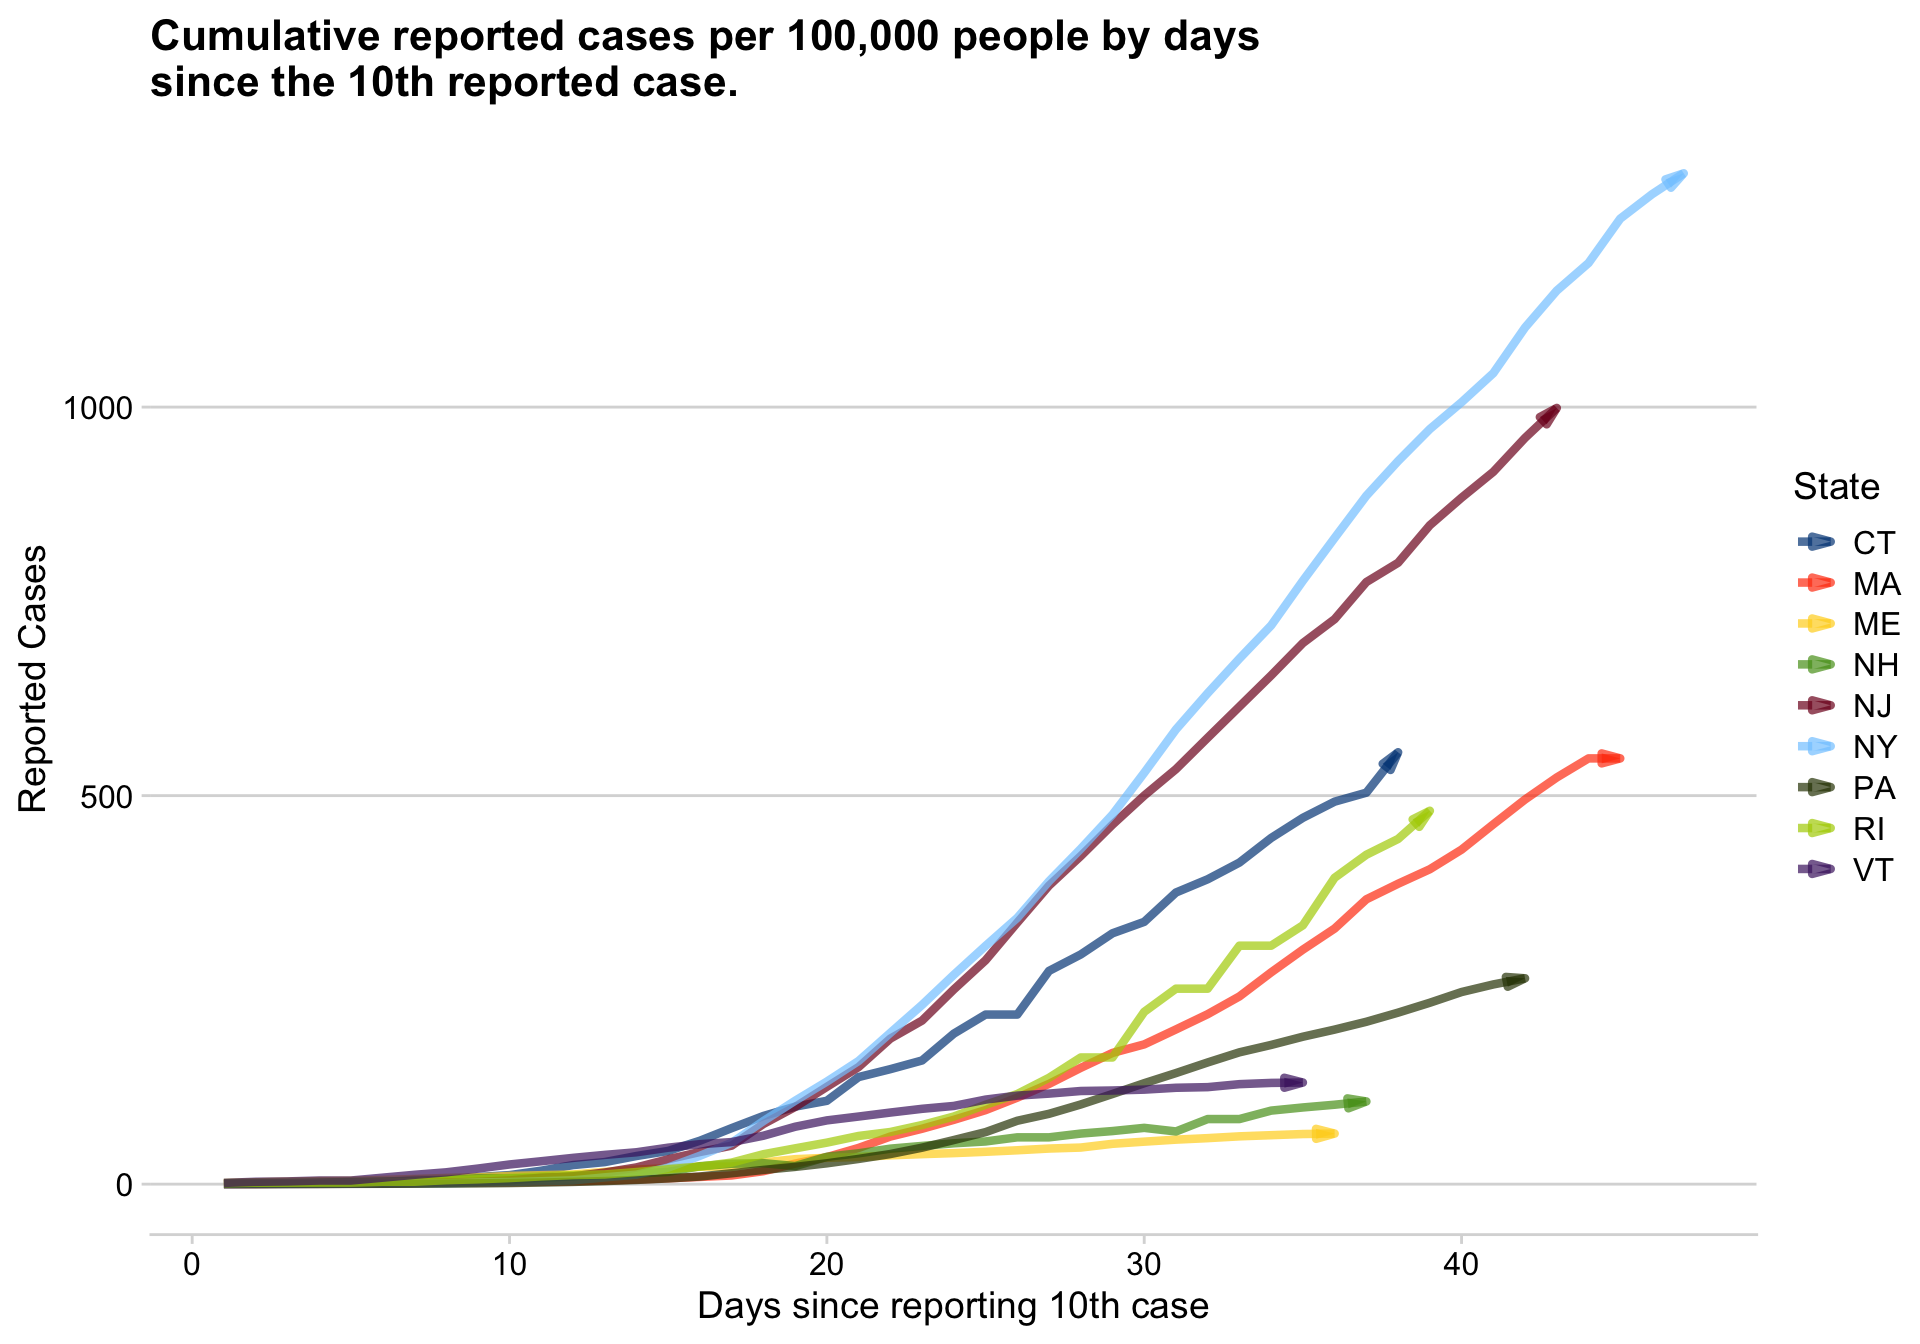 Cumulative reported cases per 100,000 people by days
since the 10th reported case.
1000
500
0
Reported Cases
0 10 20 30 40
Days since reporting 10th case
State
CT
MA
ME
NH
NJ
NY
PA
RI
VT